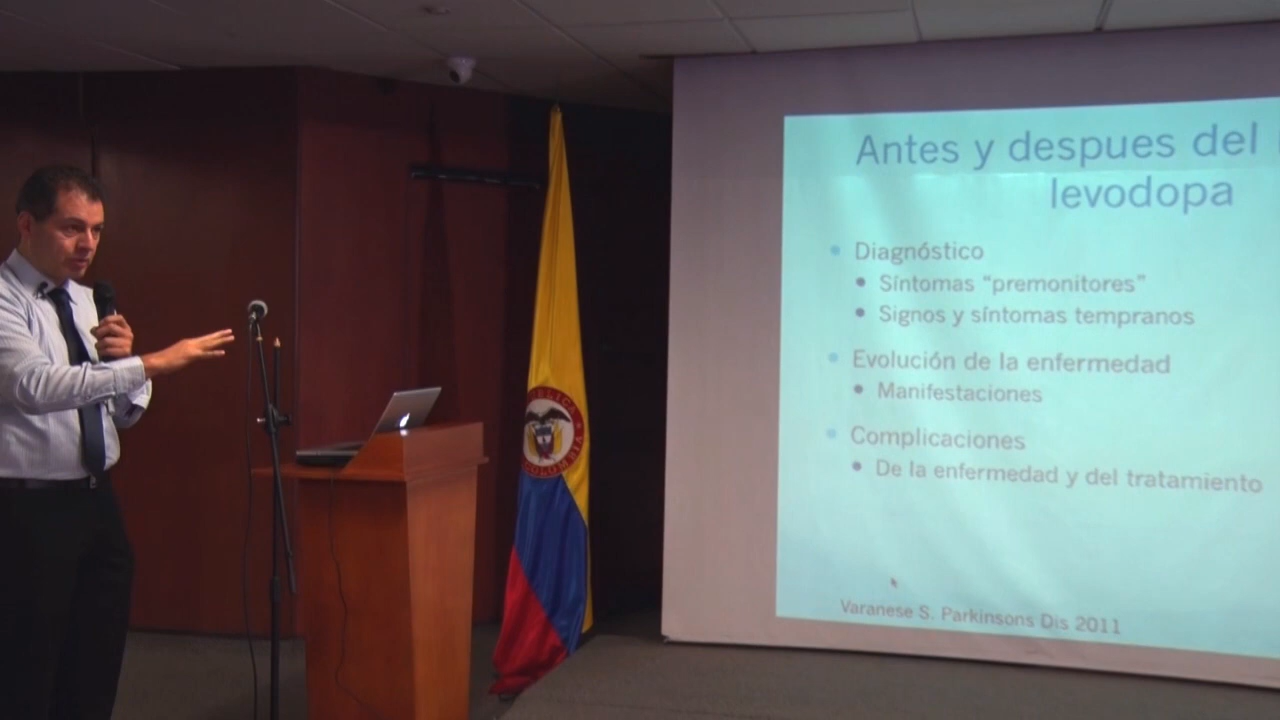 Antes y despues del
levodopa
Diagnóstico
Síntomas “premonitores”
Signos y síntomas tempranos
Evolución de la enfermedad
Manifestaciones
Complicaciones
De la enfermedad y del tratamiento
Varanese S. Parkinsons Dis 2011
COLOMBIA